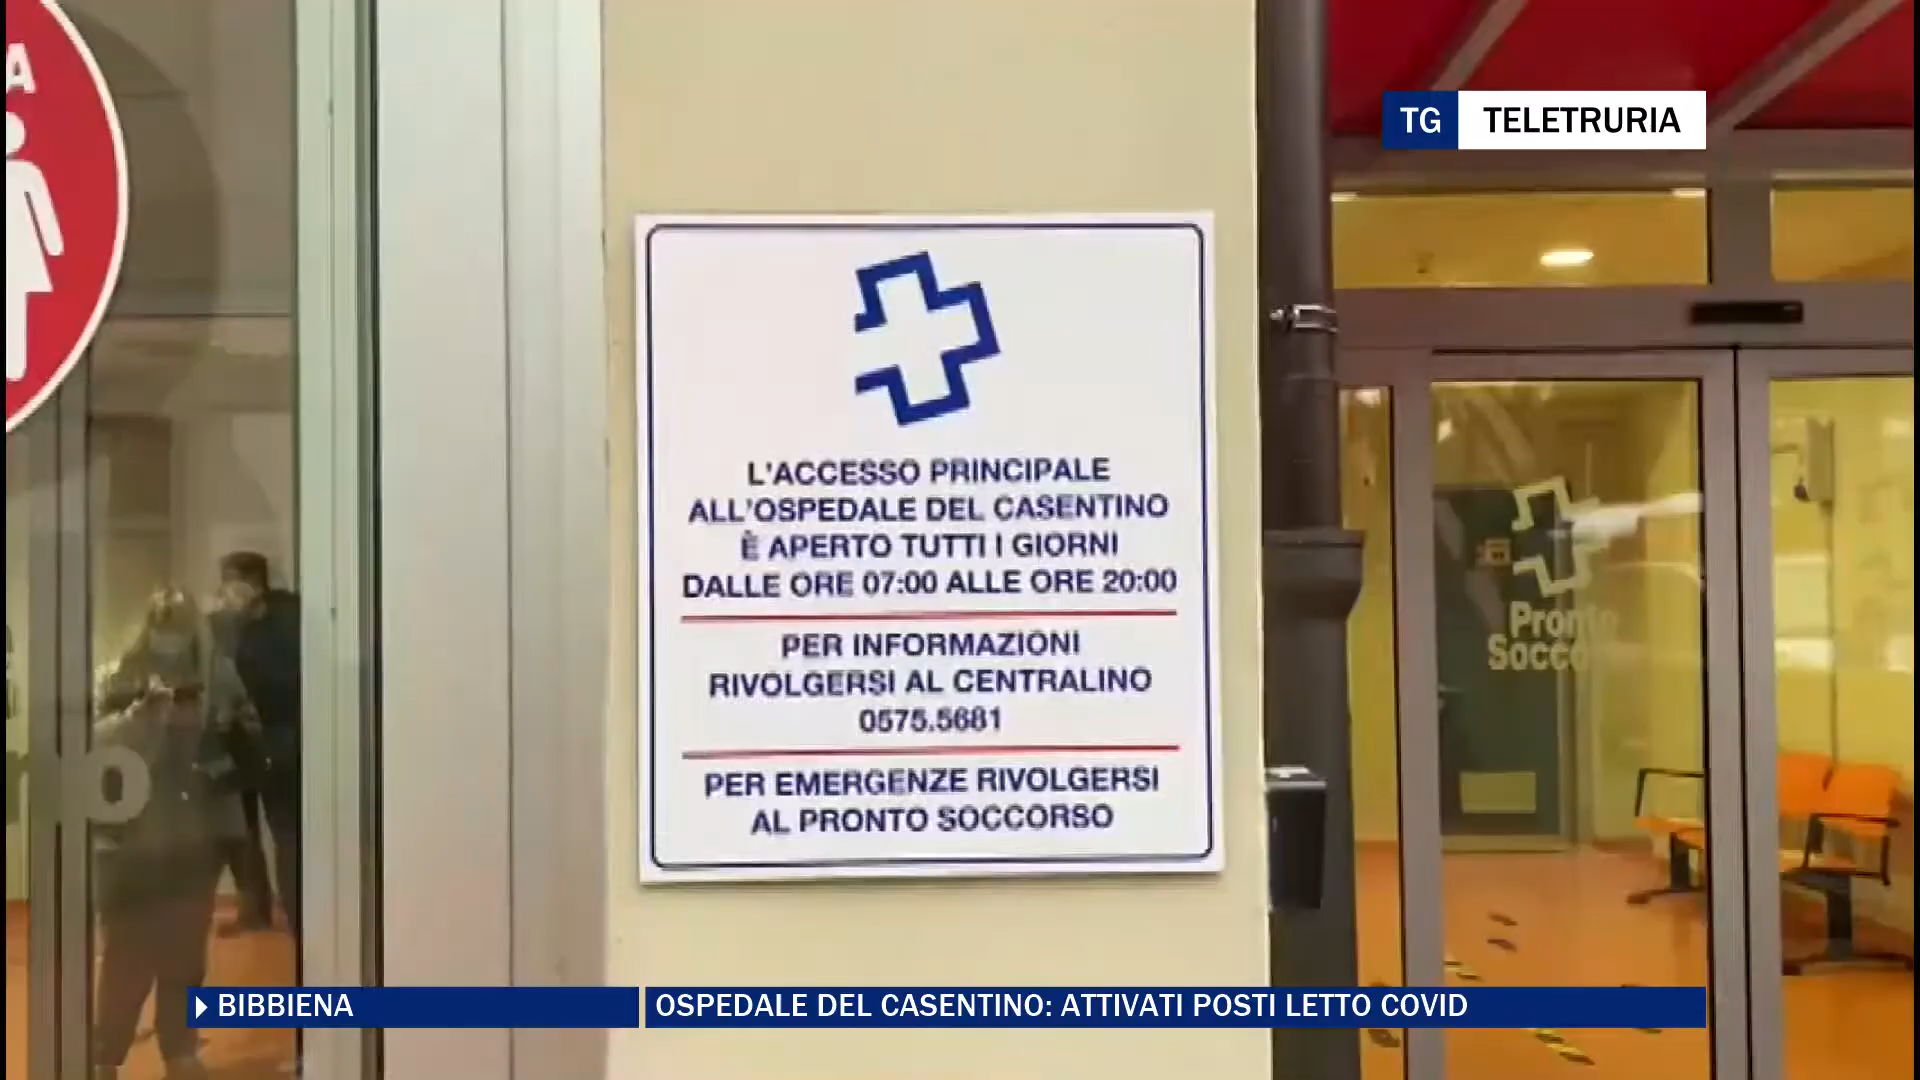 A
TG TELETRURIA
L'ACCESSO PRINCIPALE
ALL'OSPEDALE DEL CASENTINO
È APERTO TUTTI I GIORNI
DALLE ORE 07:00 ALLE ORE 20:00
PER INFORMAZIONI
RIVOLGERSI AL CENTRALINO
0575.5681
PER EMERGENZE RIVOLGERSI
AL PRONTO SOCCORSO
Pronto
Socco
BIBBIENA
OSPEDALE DEL CASENTINO: ATTIVATI POSTI LETTO COVID